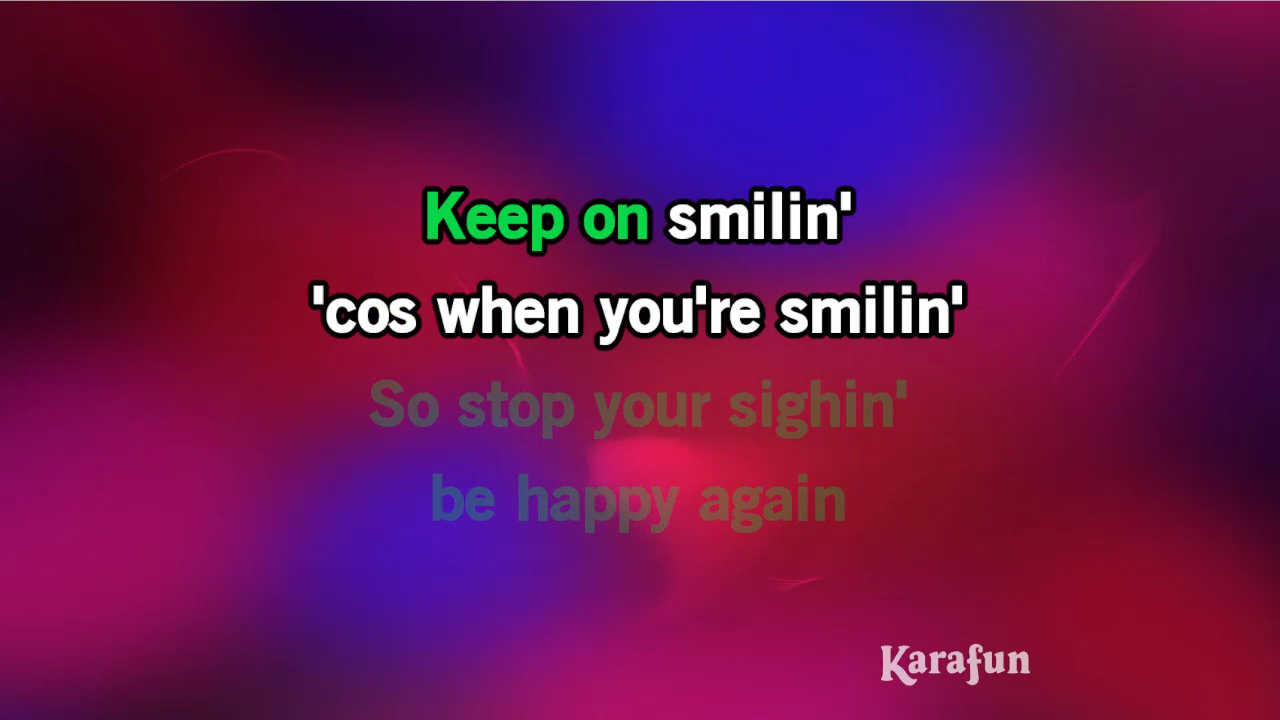 Keep on smilin'
'cos when you're smilin'
So stop your sighin'
be happy again
Karafun